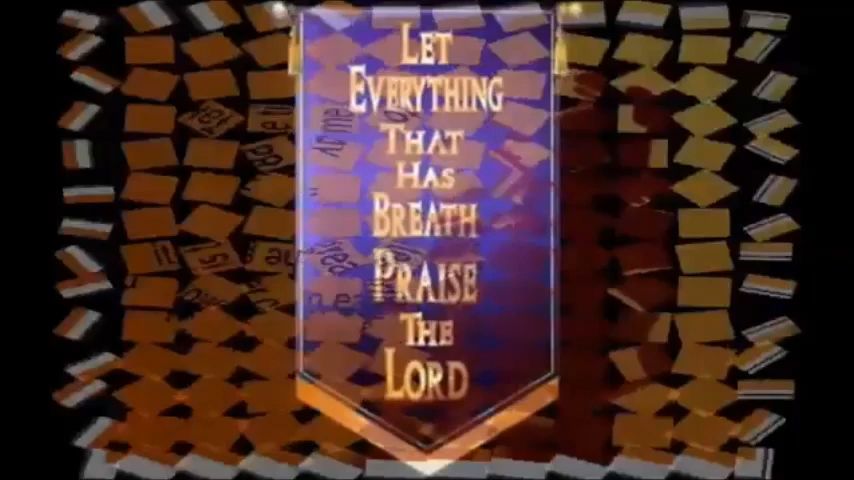 LET
EVERYTHING
THAT
HAS
BREATH
PRAISE
THE
LORD